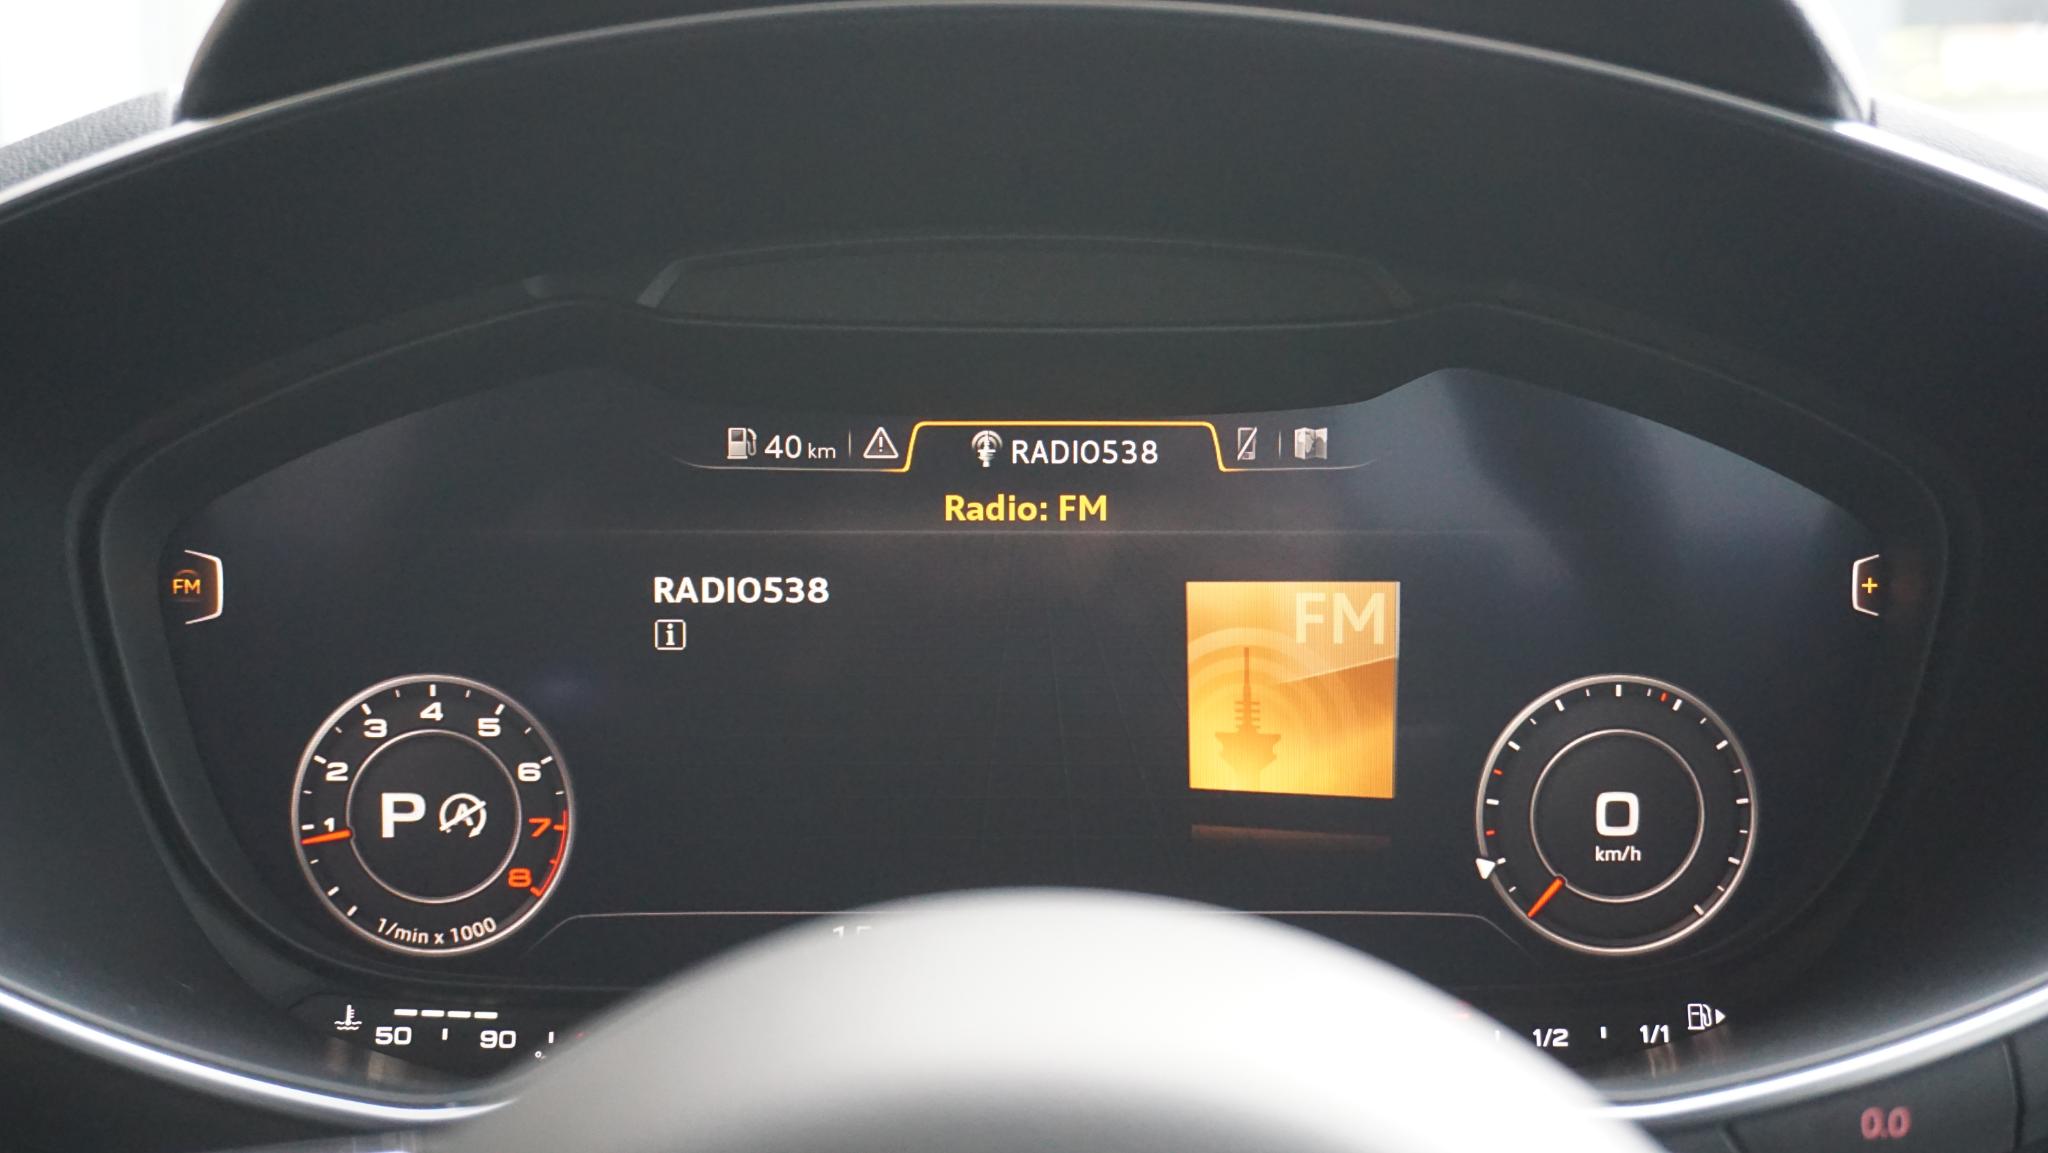 40 km
RADIO538
Radio: FM
FM
+
RADIO538
i
FM
1 2 3 4 5 6 7 8
P A
1/min x 1000
0
km/h
50 90
1/2 1/1
0.0